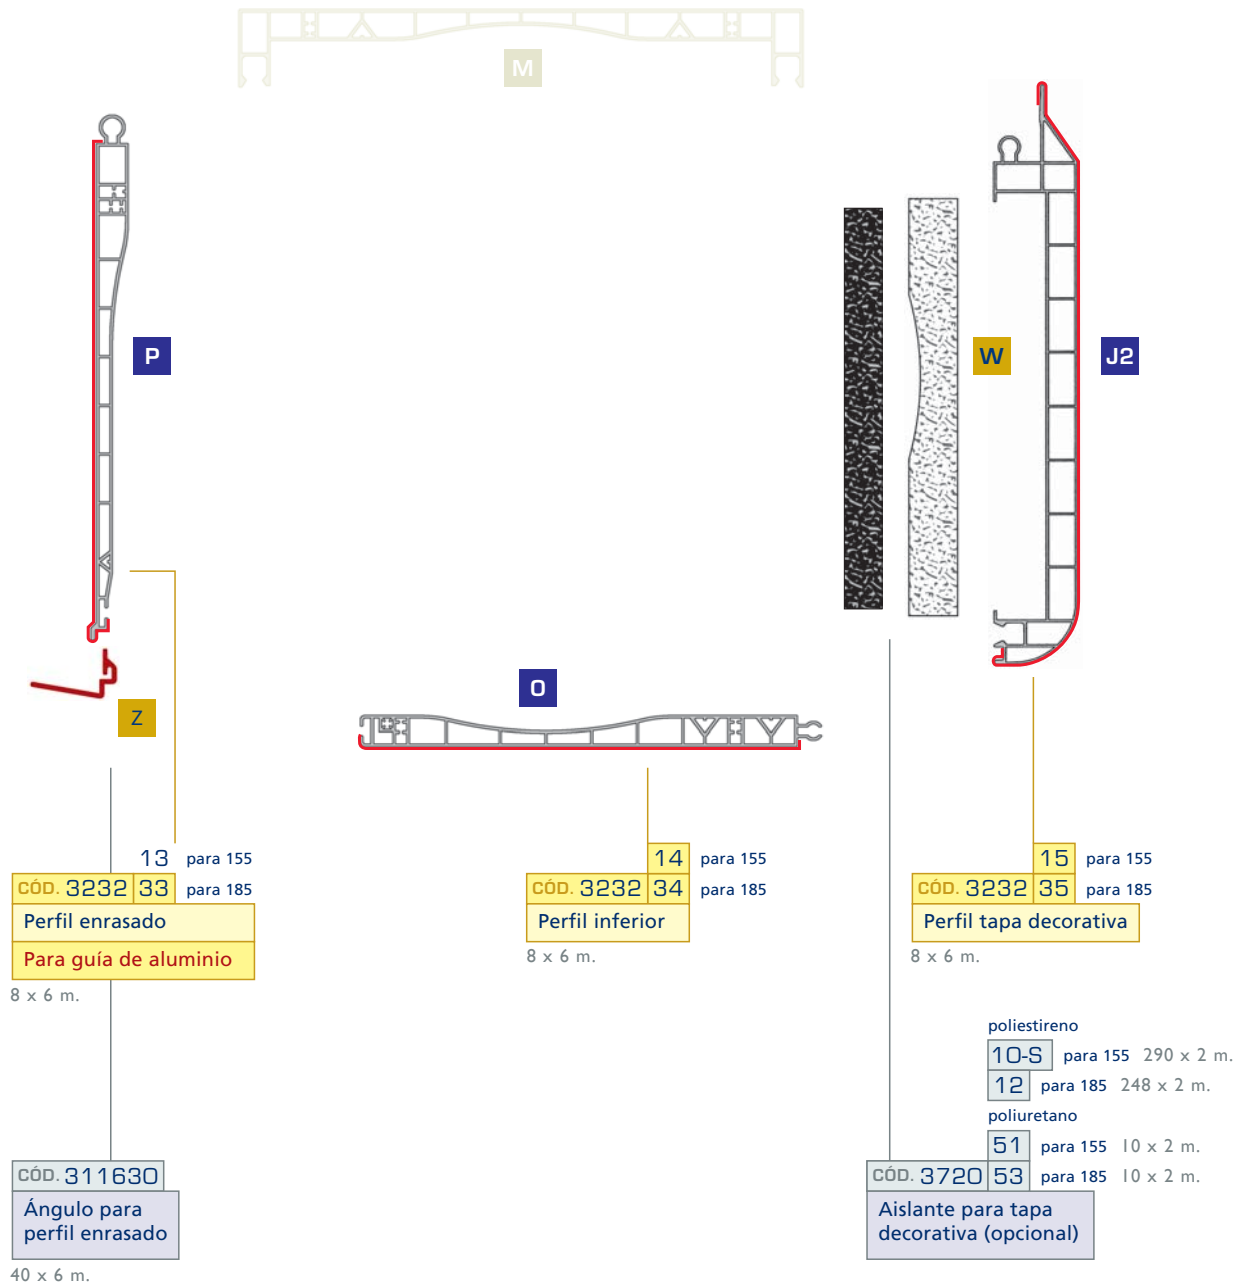 M
P
W
J2
O
Z
13 para 155
CÓD. 3232 33 para 185
Perfil enrasado
Para guía de aluminio
8 x 6 m.
14 para 155
CÓD. 3232 34 para 185
Perfil inferior
8 x 6 m.
15 para 155
CÓD. 3232 35 para 185
Perfil tapa decorativa
8 x 6 m.
poliestireno
10-S para 155 290 x 2 m.
12 para 185 248 x 2 m.
poliuretano
51 para 155 10 x 2 m.
CÓD. 3720 53 para 185 10 x 2 m.
Aislante para tapa
decorativa (opcional)
CÓD. 311630
Ángulo para
perfil enrasado
40 x 6 m.